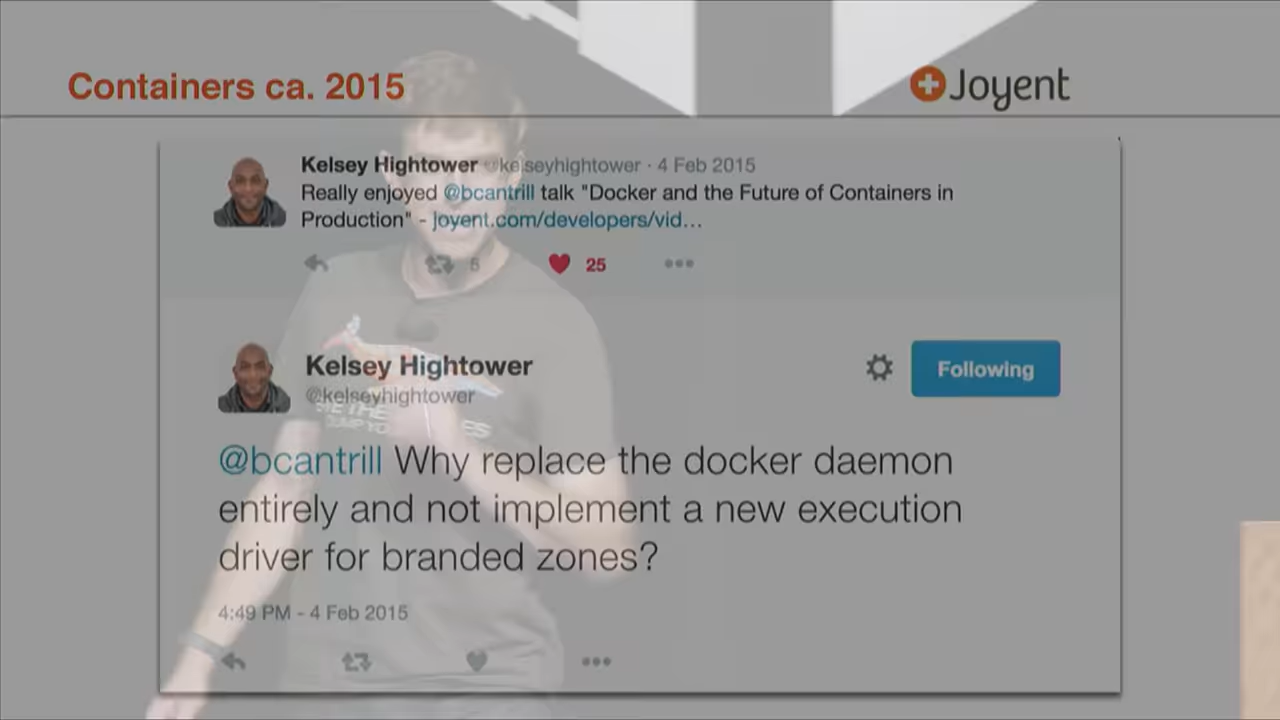 Containers ca. 2015
Joyent
Kelsey Hightower @kelseyhightower · 4 Feb 2015
Really enjoyed @bcantrill talk "Docker and the Future of Containers in
Production" - joyent.com/developers/vid…
25
Kelsey Hightower
@kelseyhightower
Following
@bcantrill Why replace the docker daemon
entirely and not implement a new execution
driver for branded zones?
4:49 PM - 4 Feb 2015